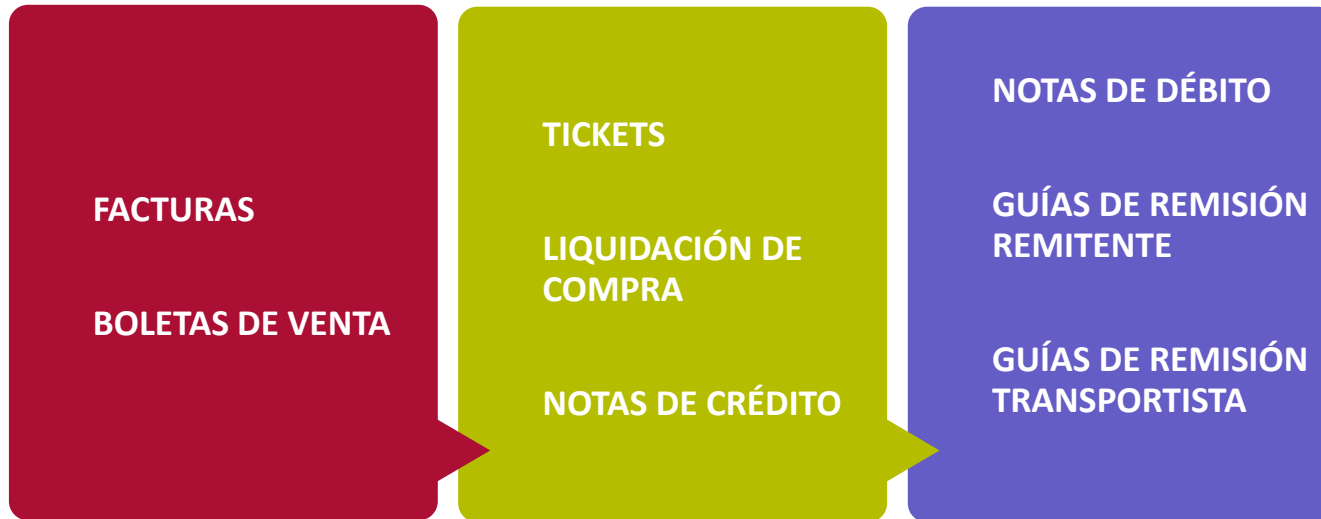 FACTURAS
BOLETAS DE VENTA
TICKETS
LIQUIDACIÓN DE
COMPRA
NOTAS DE CRÉDITO
NOTAS DE DÉBITO
GUÍAS DE REMISIÓN
REMITENTE
GUÍAS DE REMISIÓN
TRANSPORTISTA